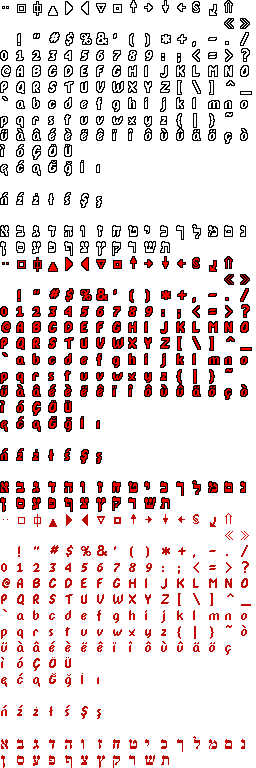 □ △ ▷ ◁ ▽ □ ↑ → ↓ ← §  ⇑
« »
! " # $ % & ' ( ) * + , - . /
0 1 2 3 4 5 6 7 8 9 : ; < = > ?
@ A B C D E F G H I J K L M N O
P Q R S T U V W X Y Z [ \ ] ^ _
` a b c d e f g h i j k l m n o
p q r s t u v w x y z { | } ~
ó Ç Ö Ü
ę ć ą Ğ ğ İ ı
ń ź ż ł ś Ş ş
א ב ג ד ה ו ז ח ט י כ ך ל מ ם נ
ן ס ע פ ף צ ץ ק ר ש ת
□ △ ▶ ◀ ▽ □ ↑ → ↓ ← § ⇑
« »
! " # $ % & ' ( ) * + , - . /
0 1 2 3 4 5 6 7 8 9 : ; < = > ?
@ A B C D E F G H I J K L M N O
P Q R S T U V W X Y Z [ \ ] ^ _
` a b c d e f g h i j k l m n o
p q r s t u v w x y z { | } ~
ó Ç Ö Ü
ę ć ą Ğ ğ İ ı
ń ź ż ł ś Ş ş
א ב ג ד ה ו ז ח ט י כ ך ל מ ם נ
ן ס ע פ ף צ ץ ק ר ש ת
□ ▲ ▶ ◀ ▼ □ ↑ → ↓ ← § ⇑
« »
! " # $ % & ' ( ) * + , - . /
0 1 2 3 4 5 6 7 8 9 : ; < = > ?
@ A B C D E F G H I J K L M N O
P Q R S T U V W X Y Z [ \ ] ^ _
` a b c d e f g h i j k l m n o
p q r s t u v w x y z { | } ~
ì ó Ç Ö Ü
ę ć ą Ğ ğ İ ı
ń ź ż ł ś Ş ş
א ב ג ד ה ו ז ח ט י כ ך ל מ ם נ
ן ס ע פ ף צ ץ ק ר ש ת